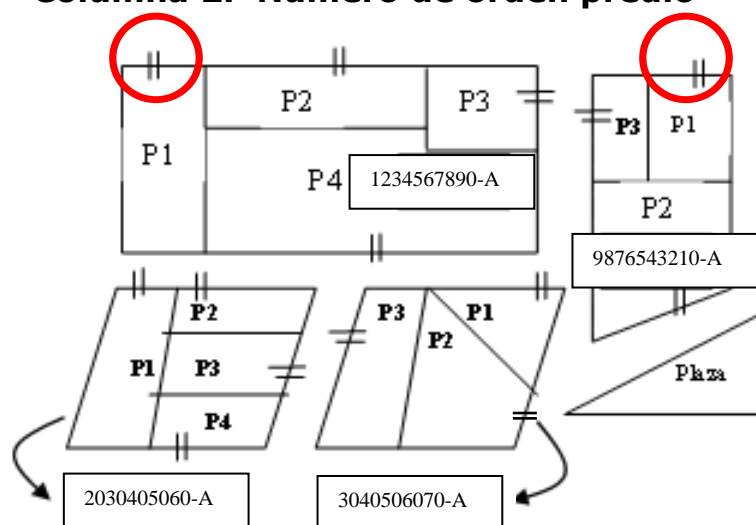 Columna 2: Número de orden predio
P1
P2
P3
P4
1234567890-A
P3
P1
P2
9876543210-A
P1
P2
P3
P4
P3
P2
P1
Plaza
2030405060-A
3040506070-A